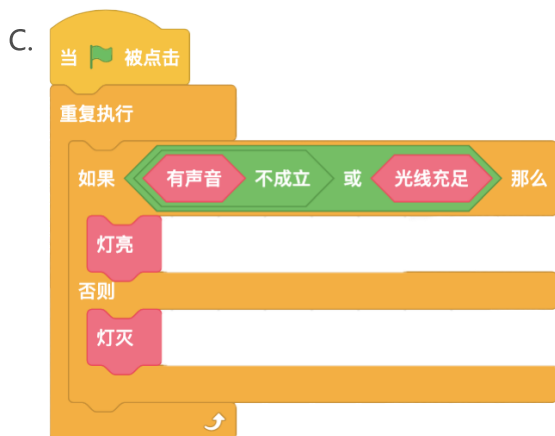 C.
当 被点击
重复执行
如果 有声音 不成立 或 光线充足 那么
灯亮
否则
灯灭